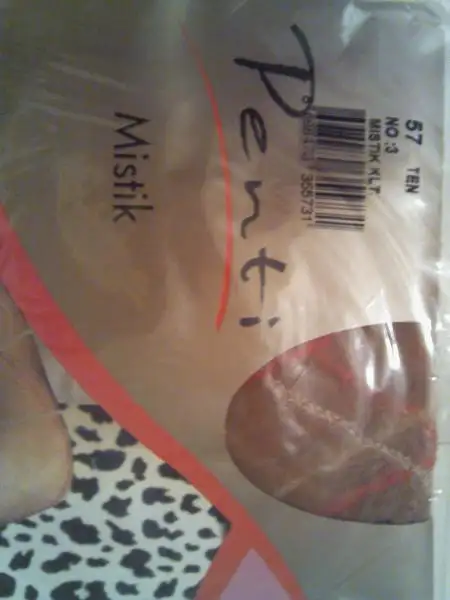 57 TEN
NO:3
MISTIK KLT.
Penti
Mistik